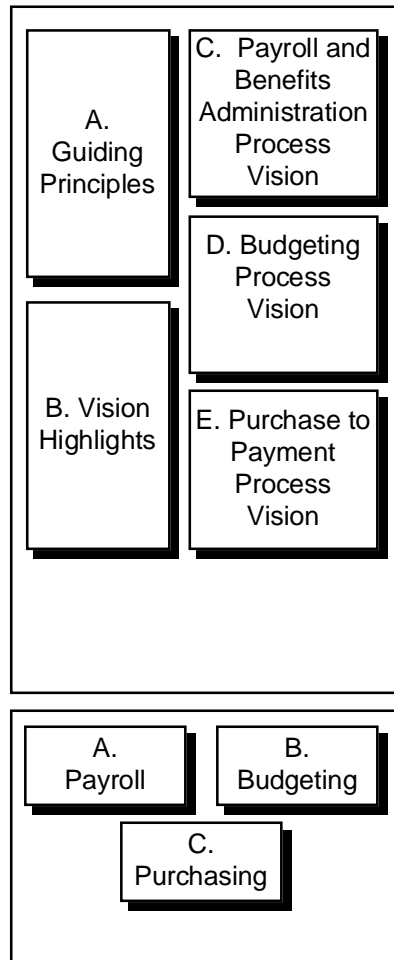 A.
Guiding
Principles
B. Vision
Highlights
C. Payroll and
Benefits
Administration
Process
Vision
D. Budgeting
Process
Vision
E. Purchase to
Payment
Process
Vision
A.
Payroll
B.
Budgeting
C.
Purchasing